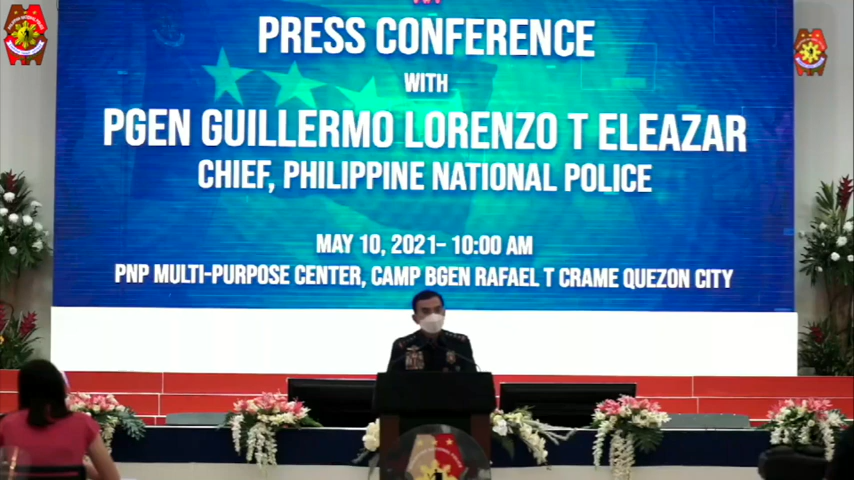 PRESS CONFERENCE
WITH
PGEN GUILLERMO LORENZO T ELEAZAR
CHIEF, PHILIPPINE NATIONAL POLICE
MAY 10, 2021- 10:00 AM
PNP MULTI-PURPOSE CENTER, CAMP BGEN RAFAEL T CRAME QUEZON CITY